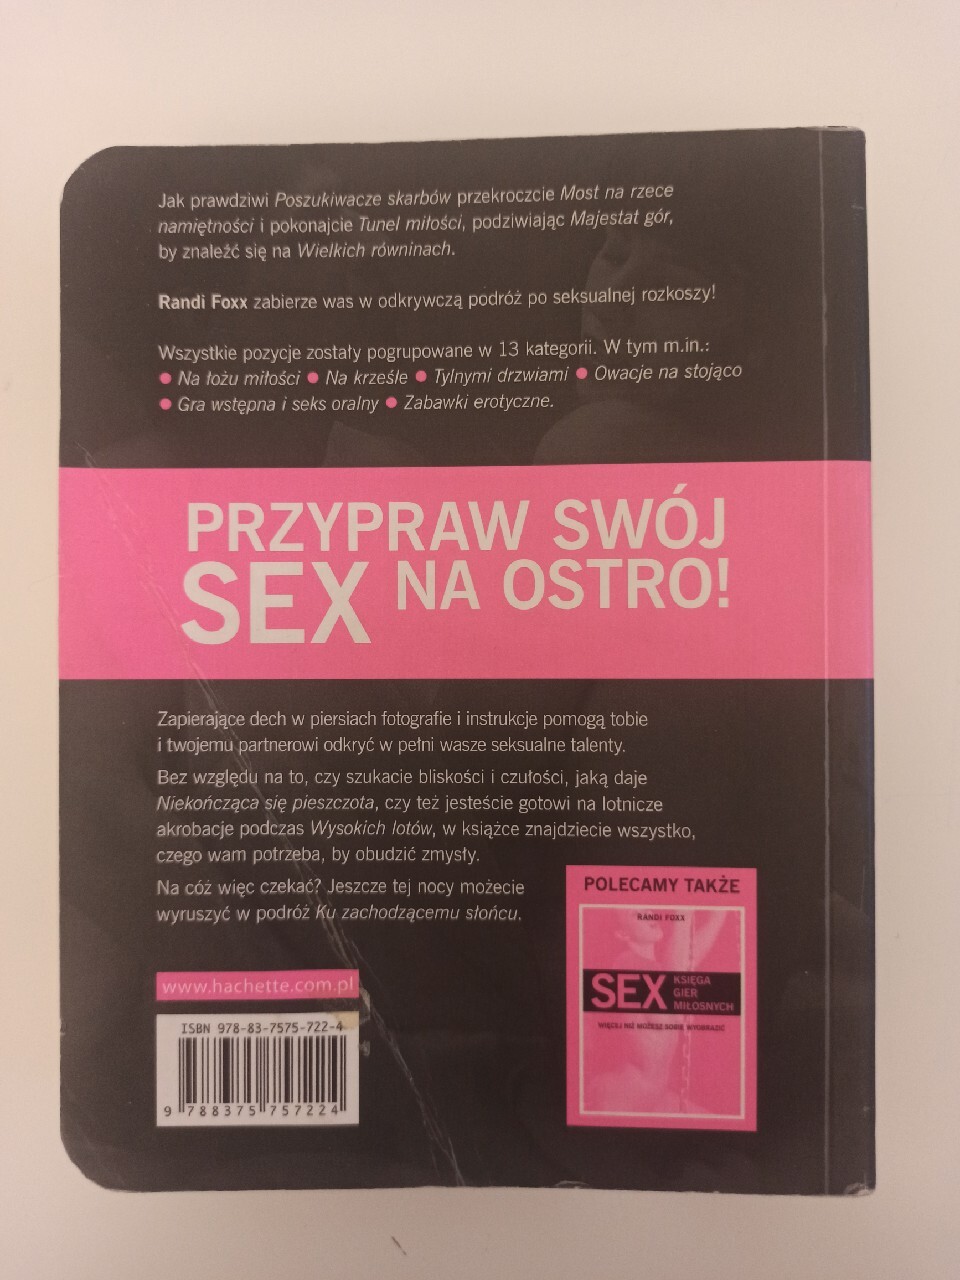 Jak prawdziwi Poszukiwacze skarbów przekroczcie Most na rzece
namiętności i pokonajcie Tunel miłości, podziwiając Majestat gór,
by znaleźć się na Wielkich równinach.
Randi Foxx zabierze was w odkrywczą podróż po seksualnej rozkoszy!
Wszystkie pozycje zostały pogrupowane w 13 kategorii. W tym m.in.:
● Na łożu miłości ● Na krześle ● Tylnymi drzwiami ● Owacje na stojąco
● Gra wstępna i seks oralny ● Zabawki erotyczne.
PRZYPRAW SWÓJ
SEX NA OSTRO!
Zapierające dech w piersiach fotografie i instrukcje pomogą tobie
i twojemu partnerowi odkryć w pełni wasze seksualne talenty.
Bez względu na to, czy szukacie bliskości i czułości, jaką daje
Niekończąca się pieszczota, czy też jesteście gotowi na lotnicze
akrobacje podczas Wysokich lotów, w książce znajdziecie wszystko,
czego wam potrzeba, by obudzić zmysły.
Na cóż więc czekać? Jeszcze tej nocy możecie
wyruszyć w podróż Ku zachodzącemu słońcu.
POLECAMY TAKŻE
RANDI FOXX
SEX KSIĘGA
GIER
MIŁOSNYCH
WIĘCEJ NIŻ MOŻESZ SOBIE WYOBRAZIĆ
www.hachette.com.pl
ISBN 978-83-7575-722-4
9 788375 757224